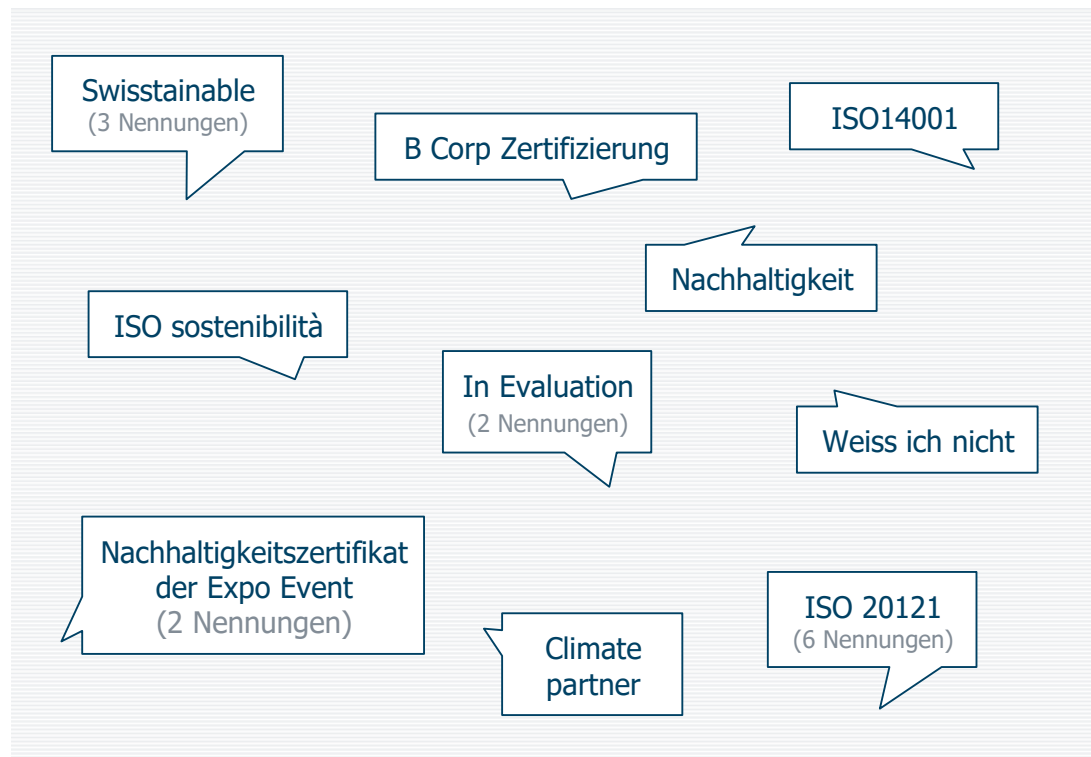 Swisstainable
(3 Nennungen)
B Corp Zertifizierung
ISO14001
Nachhaltigkeit
ISO sostenibilità
In Evaluation
(2 Nennungen)
Weiss ich nicht
Nachhaltigkeitszertifikat
der Expo Event
(2 Nennungen)
Climate
partner
ISO 20121
(6 Nennungen)